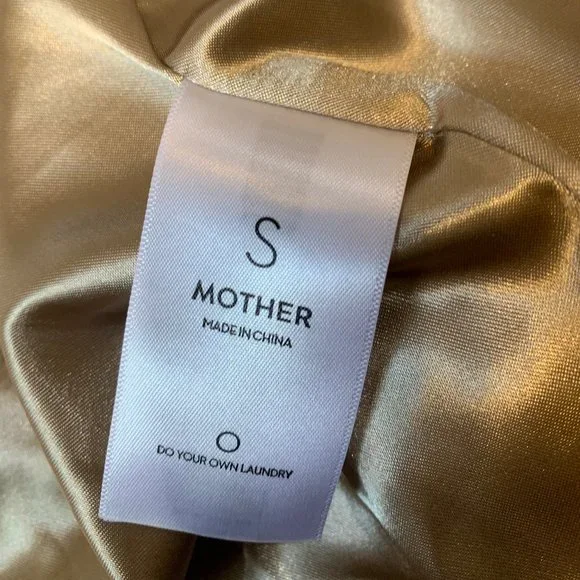 S
MOTHER
MADE IN CHINA
DO YOUR OWN LAUNDRY